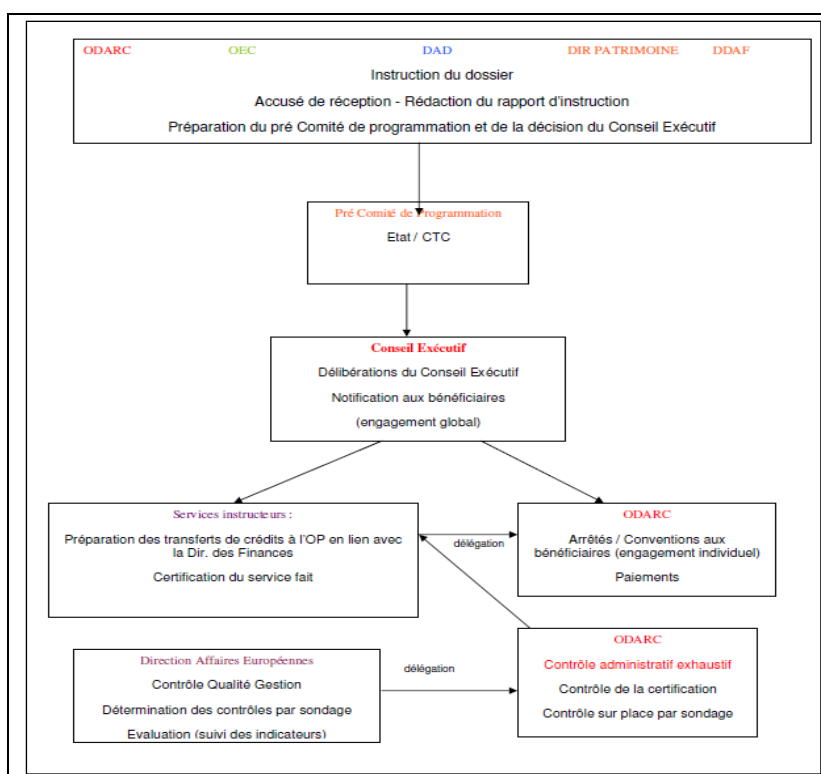 ODARC OEC DAD DIR PATRIMOINE DDAF
Instruction du dossier
Accusé de réception - Rédaction du rapport d'instruction
Préparation du pré Comité de programmation et de la décision du Conseil Exécutif
Pré Comité de Programmation
Etat / CTC
Conseil Exécutif
Délibérations du Conseil Exécutif
Notification aux bénéficiaires
(engagement global)
Services instructeurs :
Préparation des transferts de crédits à l'OP en lien avec
la Dir. des Finances
Certification du service fait
délégation
ODARC
Arrêtés / Conventions aux
bénéficiaires (engagement individuel)
Paiements
Direction Affaires Européennes
Contrôle Qualité Gestion
Détermination des contrôles par sondage
Evaluation (suivi des indicateurs)
délégation
ODARC
Contrôle administratif exhaustif
Contrôle de la certification
Contrôle sur place par sondage